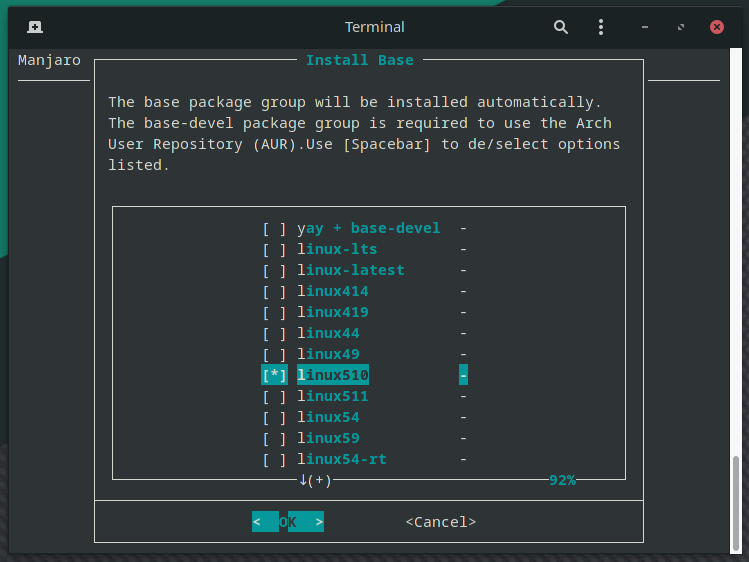 Terminal
Manjaro
Install Base
The base package group will be installed automatically.
The base-devel package group is required to use the Arch
User Repository (AUR).Use [Spacebar] to de/select options
listed.
[ ] yay + base-devel -
[ ] linux-lts -
[ ] linux-latest -
[ ] linux414 -
[ ] linux419 -
[ ] linux44 -
[ ] linux49 -
[*] linux510 -
[ ] linux511 -
[ ] linux54 -
[ ] linux59 -
[ ] linux54-rt -
↓(+) 92%
< OK > <Cancel>